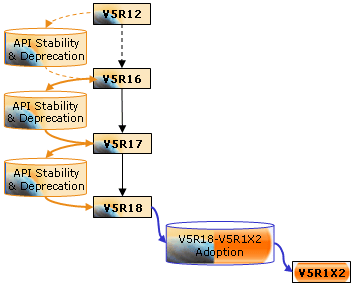 V5R12
API Stability
& Deprecation
V5R16
API Stability
& Deprecation
V5R17
API Stability
& Deprecation
V5R18
V5R18-V5R1X2
Adoption
V5R1X2